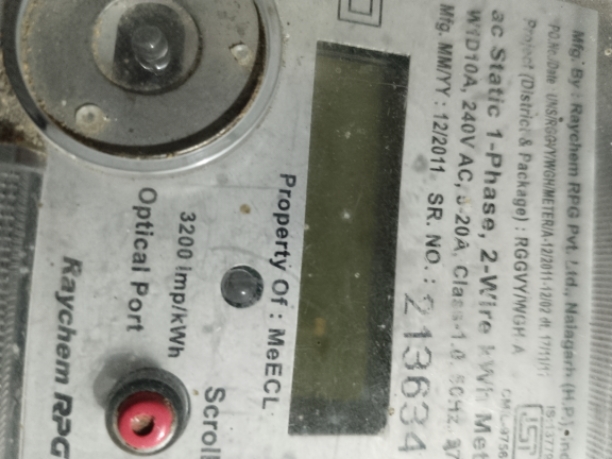 Mfg. By : Raychem RPG Pvt. Ltd., Nalagarh (H.P.)
Project (District & Package) : RGGVY/WGH A
ac Static 1-Phase, 2-Wire kWh Met
240V AC, 5-20A, Class-1.0, 50Hz,
Mfg. MM/YY : 12/2011 SR. NO. : 213634
Property Of : MeECL
3200 imp/kWh
Scroll
Optical Port
Raychem RPG